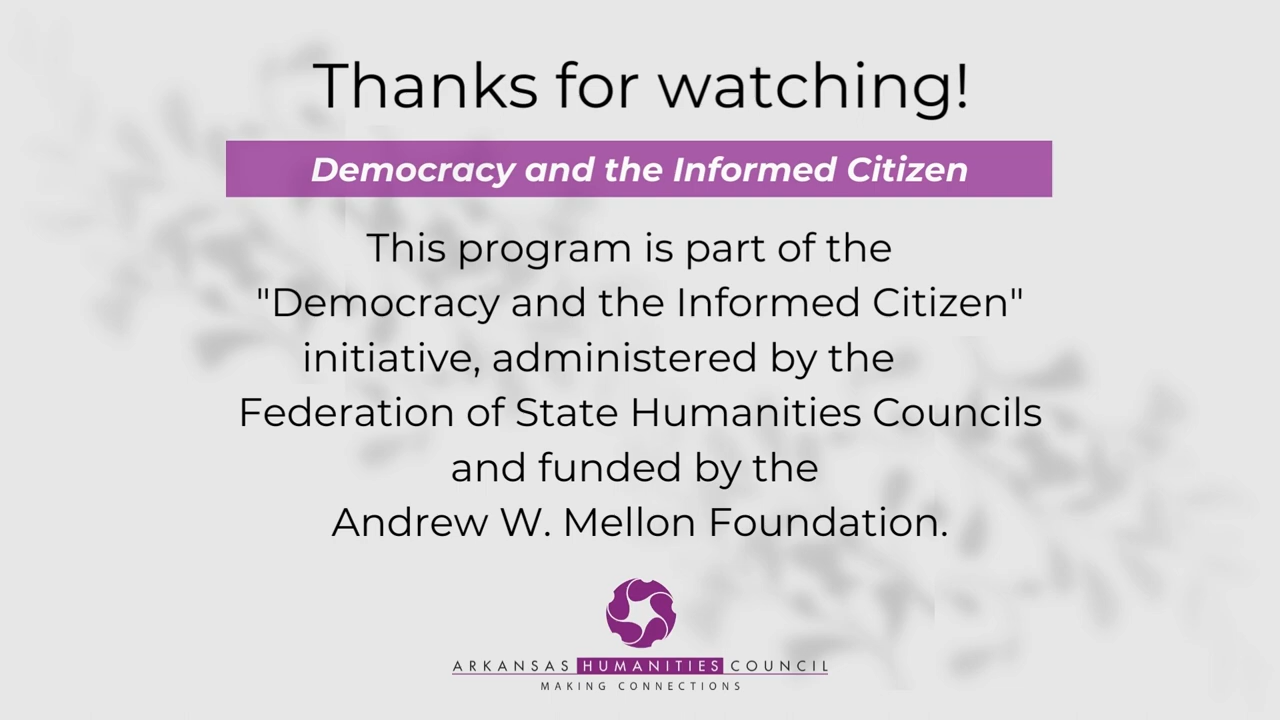 Thanks for watching!
Democracy and the Informed Citizen
This program is part of the
"Democracy and the Informed Citizen"
initiative, administered by the
Federation of State Humanities Councils
and funded by the
Andrew W. Mellon Foundation.
ARKANSAS HUMANITIES COUNCIL
MAKING CONNECTIONS